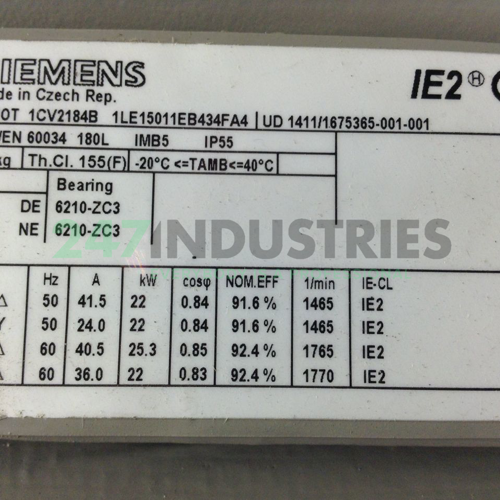 SIEMENS IE2 Ⓗ
de in Czech Rep.
OT 1CV2184B 1LE15011EB434FA4 UD 1411/1675365-001-001
/EN 60034 180L IMB5 IP55
kg Th.Cl. 155(F) -20°C <=TAMB<=40°C
Bearing
DE 6210-ZC3
NE 6210-ZC3
247INDUSTRIES
Hz A kW cosφ NOM.EFF 1/min IE-CL
Δ 50 41.5 22 0.84 91.6 % 1465 IE2
Y 50 24.0 22 0.84 91.6 % 1465 IE2
Δ 60 40.5 25.3 0.85 92.4 % 1765 IE2
Δ 60 36.0 22 0.83 92.4 % 1770 IE2